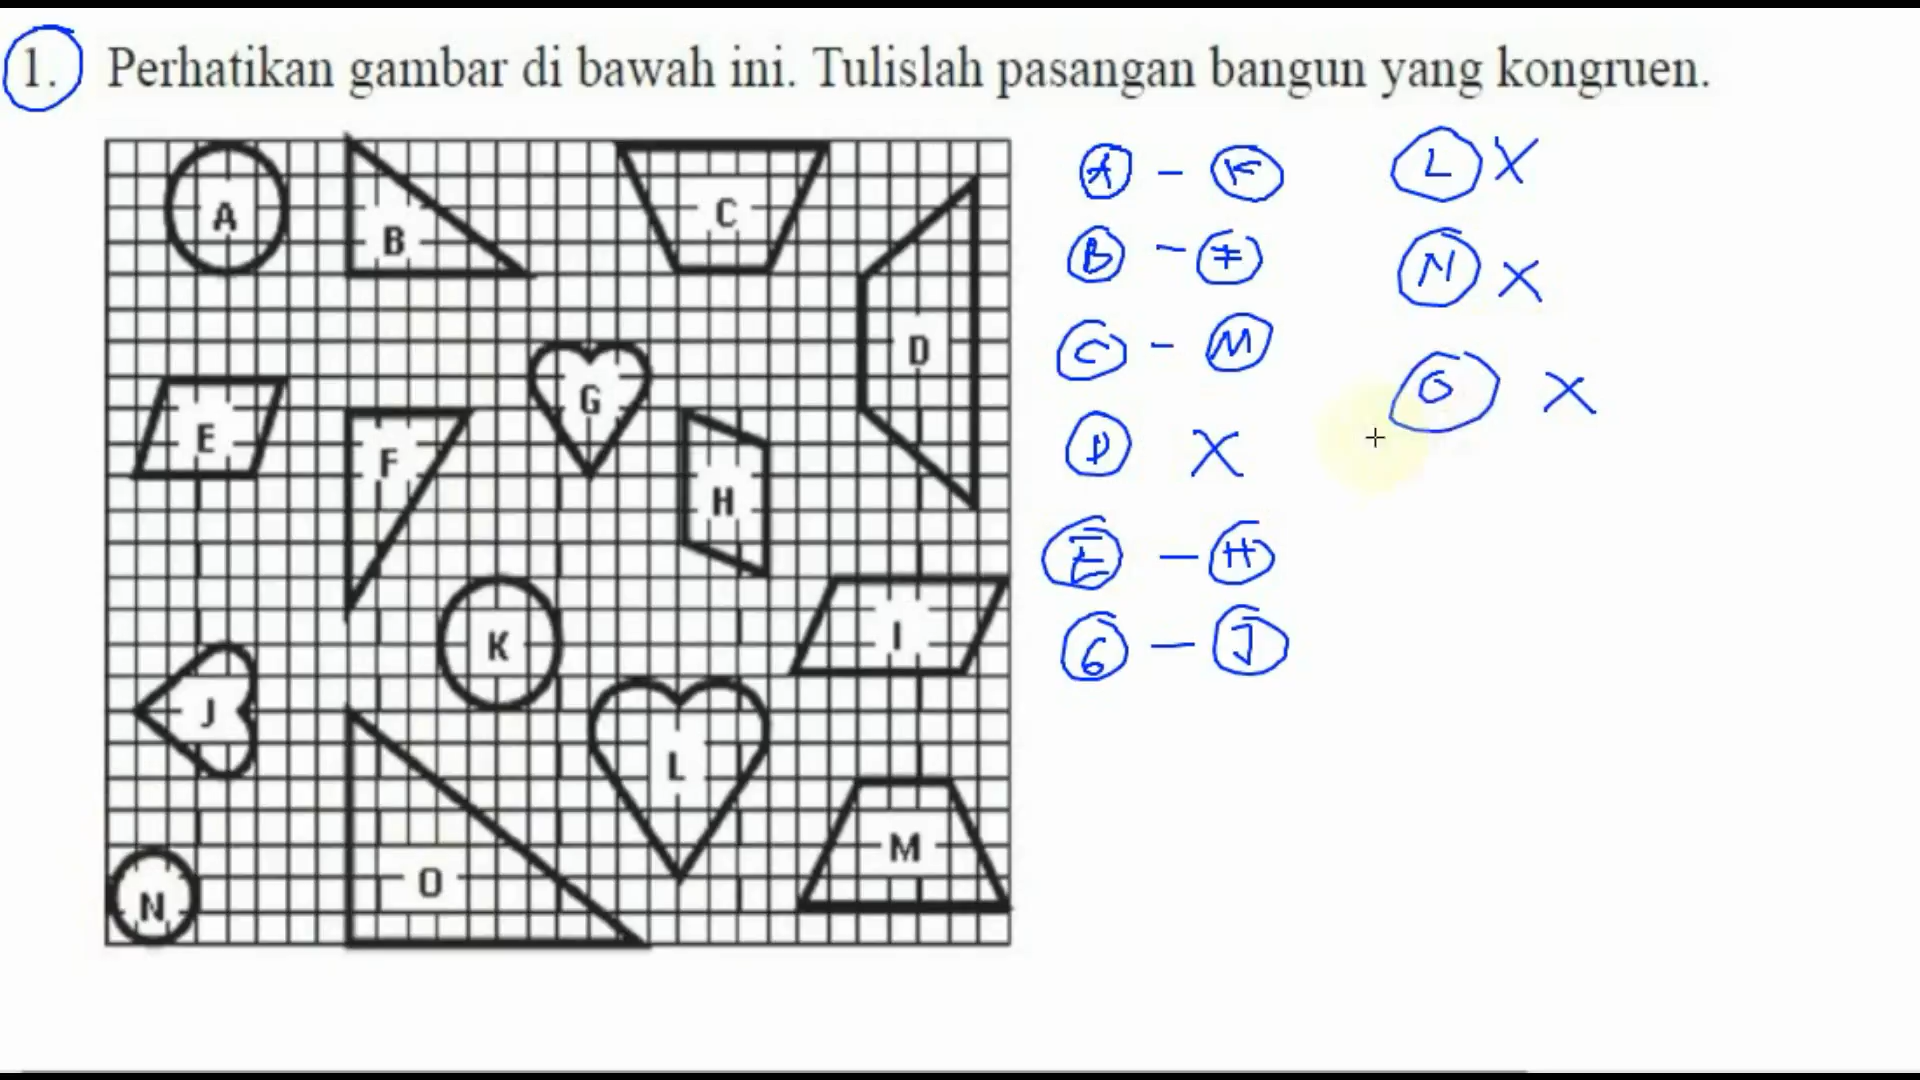 1. Perhatikan gambar di bawah ini. Tulislah pasangan bangun yang kongruen.
A
B
C
D
E
F
G
H
I
J
K
L
M
N
O
A - K
B - F
C - M
D X
E - H
G - J
L X
N X
O X